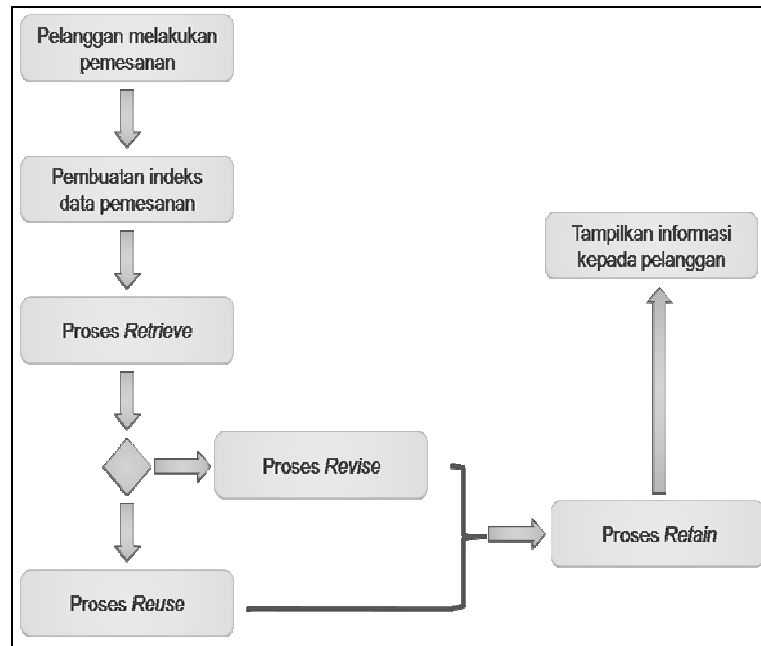 Pelanggan melakukan
pemesanan
Pembuatan indeks
data pemesanan
Tampilkan informasi
kepada pelanggan
Proses Retrieve
Proses Revise
Proses Retain
Proses Reuse